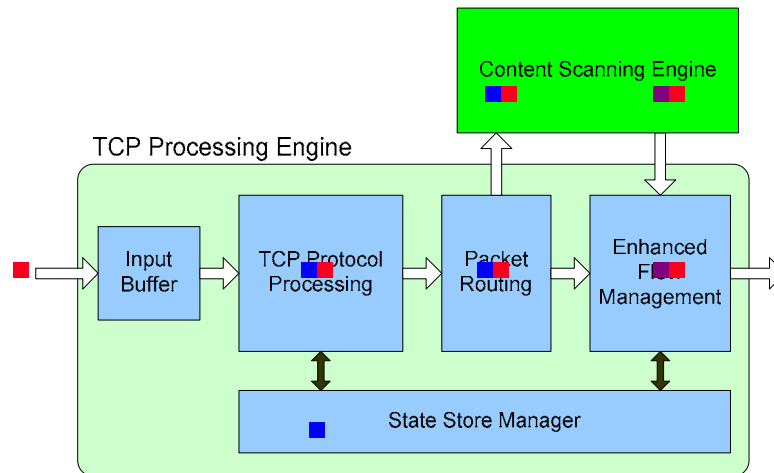 Content Scanning Engine
TCP Processing Engine
Input
Buffer
TCP Protocol
Processing
Packet
Routing
Enhanced
Flow
Management
State Store Manager